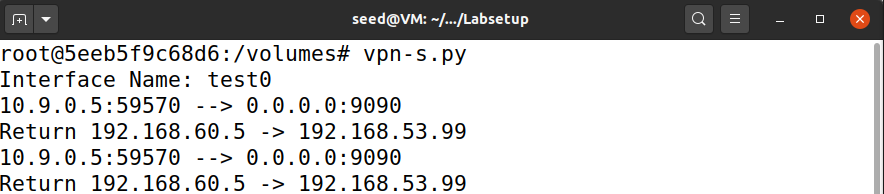 seed@VM: ~/.../Labsetup
root@5eeb5f9c68d6:/volumes# vpn-s.py
Interface Name: test0
10.9.0.5:59570 --> 0.0.0.0:9090
Return 192.168.60.5 -> 192.168.53.99
10.9.0.5:59570 --> 0.0.0.0:9090
Return 192.168.60.5 -> 192.168.53.99